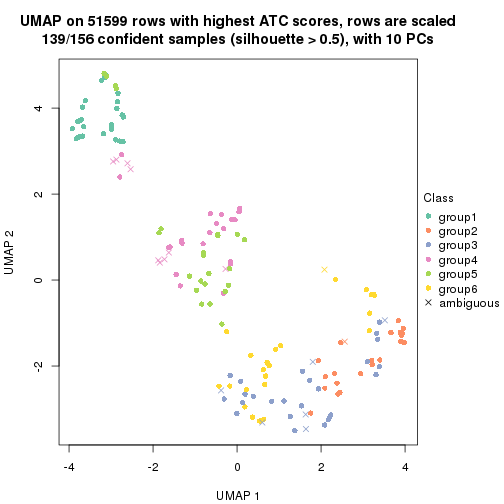 UMAP on 51599 rows with highest ATC scores, rows are scaled
139/156 confident samples (silhouette > 0.5), with 10 PCs
4
2
0
-2
UMAP 2
-4
-2
0
2
4
UMAP 1
Class
group1
group2
group3
group4
group5
group6
ambiguous